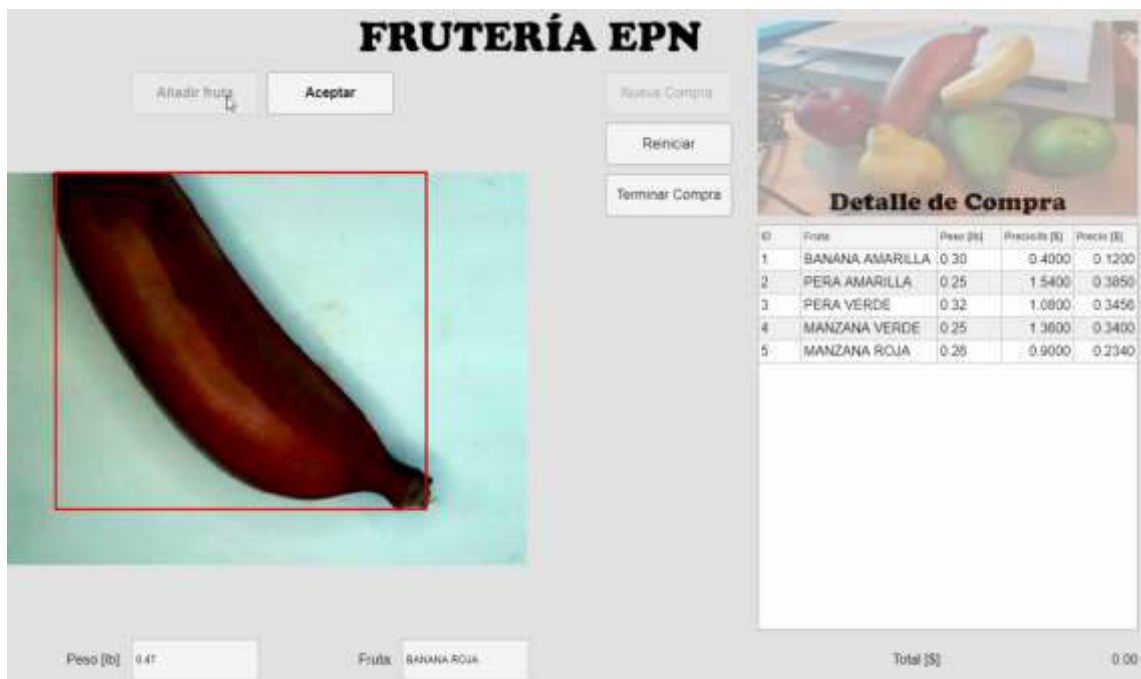 FRUTERÍA EPN
Añadir fruta
Aceptar
Nueva Compra
Reiniciar
Terminar Compra
Detalle de Compra
ID Fruta Peso [lb] Precio/lb [$] Precio [$]
1 BANANA AMARILLA 0.30 0.4000 0.1200
2 PERA AMARILLA 0.25 1.5400 0.3850
3 PERA VERDE 0.32 1.0800 0.3456
4 MANZANA VERDE 0.25 1.3600 0.3400
5 MANZANA ROJA 0.26 0.9000 0.2340
Peso [lb] 0.47
Fruta: BANANA ROJA
Total [$] 0.00